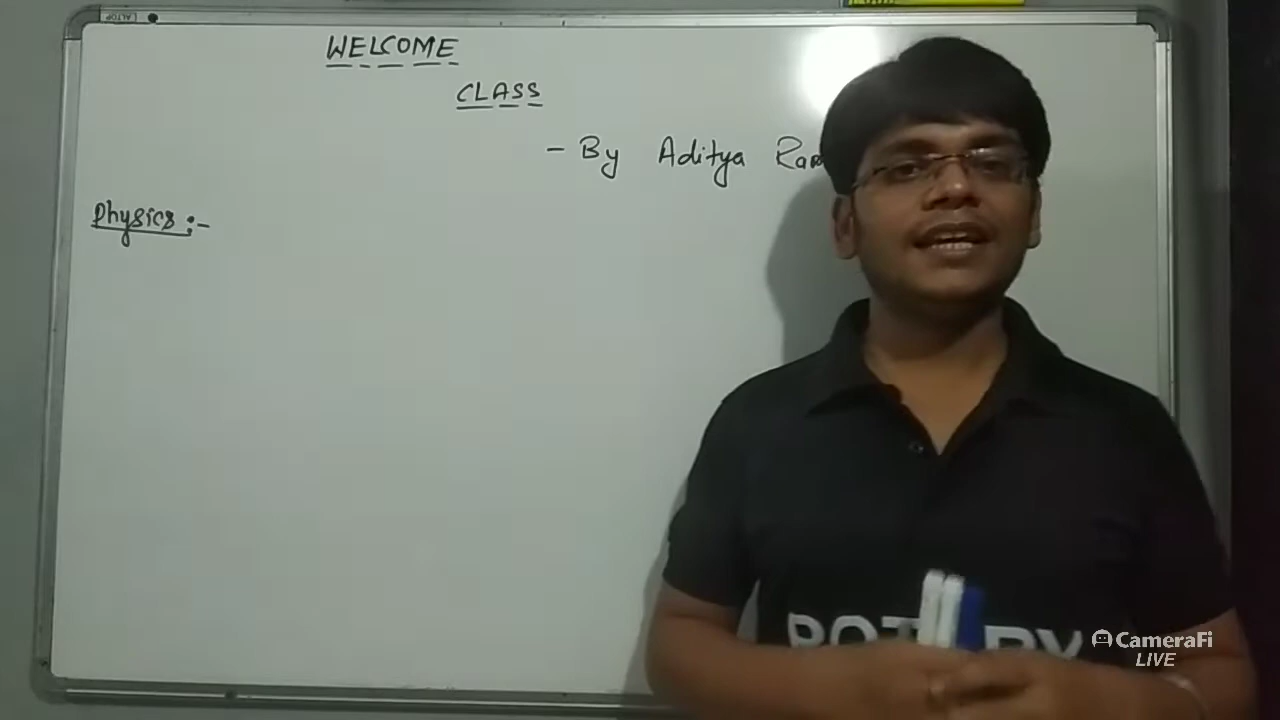 WELCOME
CLASS
- By Aditya
Physics :-
CameraFi
LIVE